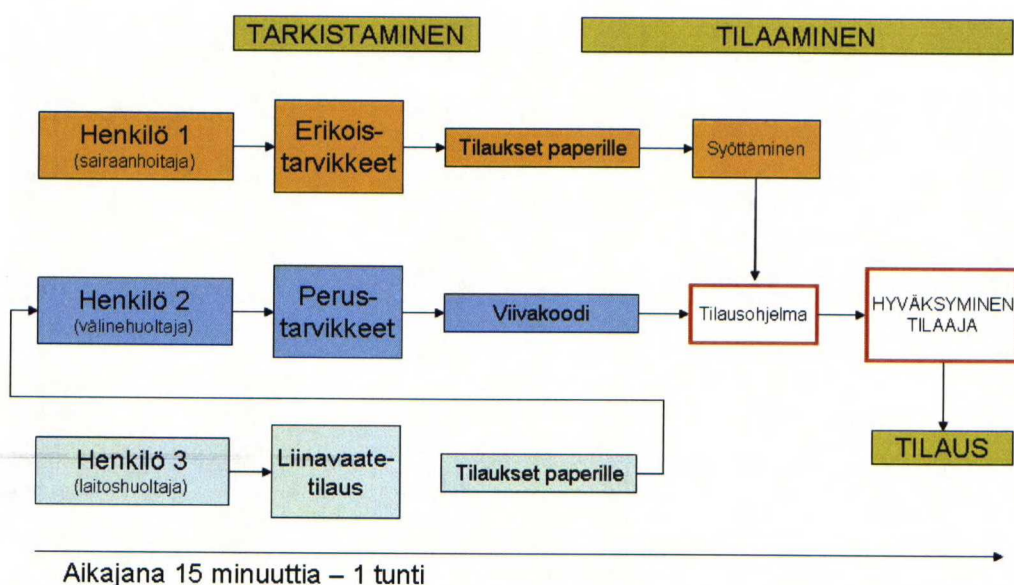 TARKISTAMINEN
TILAAMINEN
Henkilö 1
(sairaanhoitaja)
Erikois-
tarvikkeet
Tilaukset paperille
Syöttäminen
Henkilö 2
(välinehuoltaja)
Perus-
tarvikkeet
Viivakoodi
Tilausohjelma
HYVÄKSYMINEN
TILAAJA
Henkilö 3
(laitoshuoltaja)
Liinavaate-
tilaus
Tilaukset paperille
TILAUS
Aikajana 15 minuuttia – 1 tunti